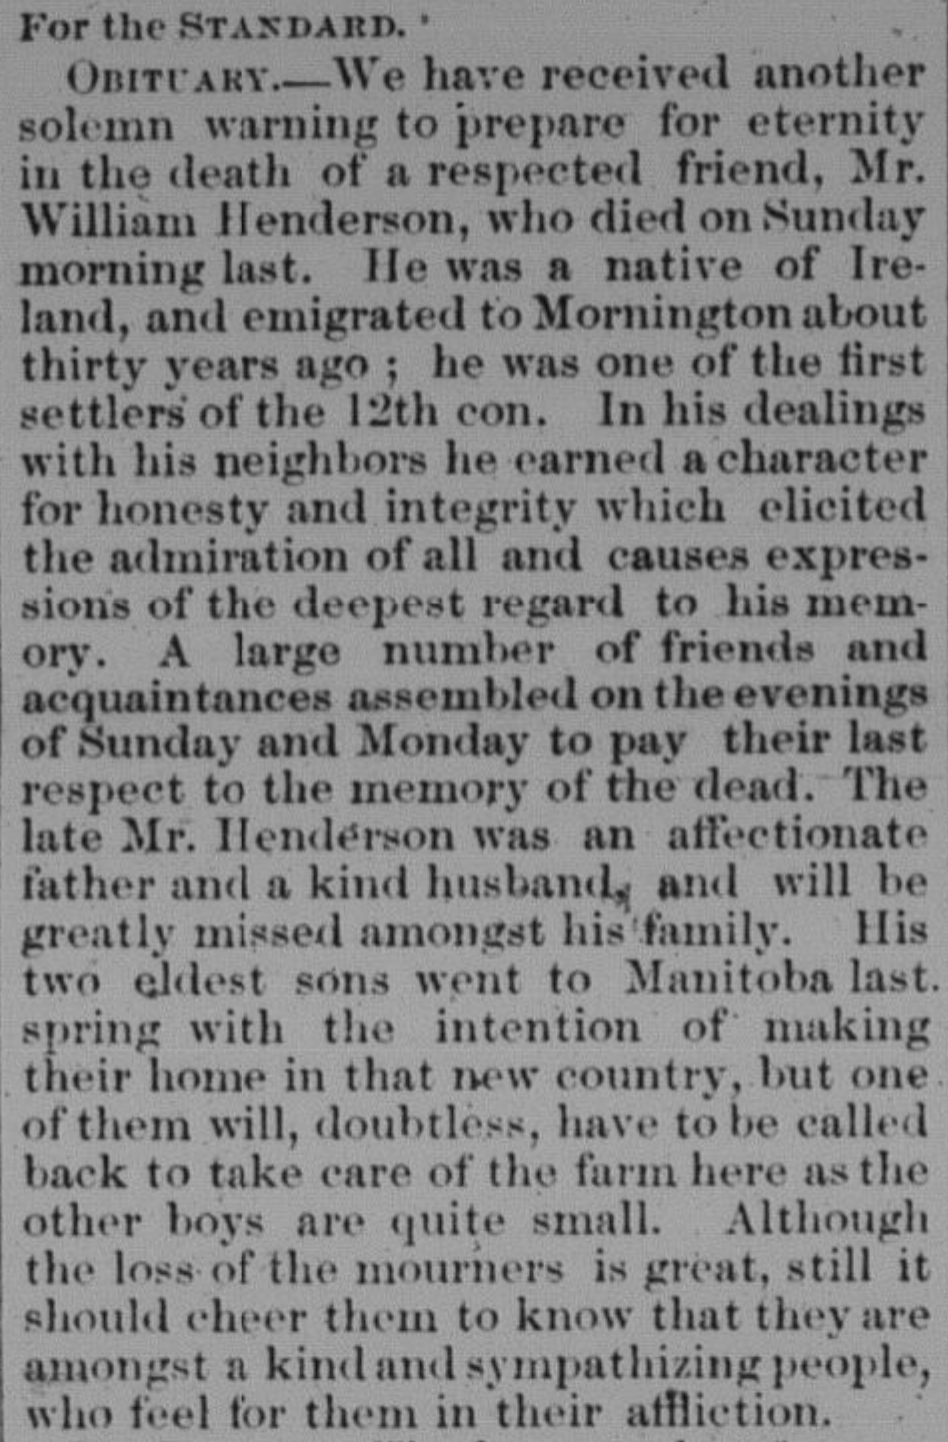 For the STANDARD.
OBITUARY.—We have received another
solemn warning to prepare for eternity
in the death of a respected friend, Mr.
William Henderson, who died on Sunday
morning last. He was a native of Ire-
land, and emigrated to Mornington about
thirty years ago ; he was one of the first
settlers of the 12th con. In his dealings
with his neighbors he earned a character
for honesty and integrity which elicited
the admiration of all and causes expres-
sions of the deepest regard to his mem-
ory. A large number of friends and
acquaintances assembled on the evenings
of Sunday and Monday to pay their last
respect to the memory of the dead. The
late Mr. Henderson was an affectionate
father and a kind husband, and will be
greatly missed amongst his family. His
two eldest sons went to Manitoba last.
spring with the intention of making
their home in that new country, but one
of them will, doubtless, have to be called
back to take care of the farm here as the
other boys are quite small. Although
the loss of the mourners is great, still it
should cheer them to know that they are
amongst a kind and sympathizing people,
who feel for them in their affliction.